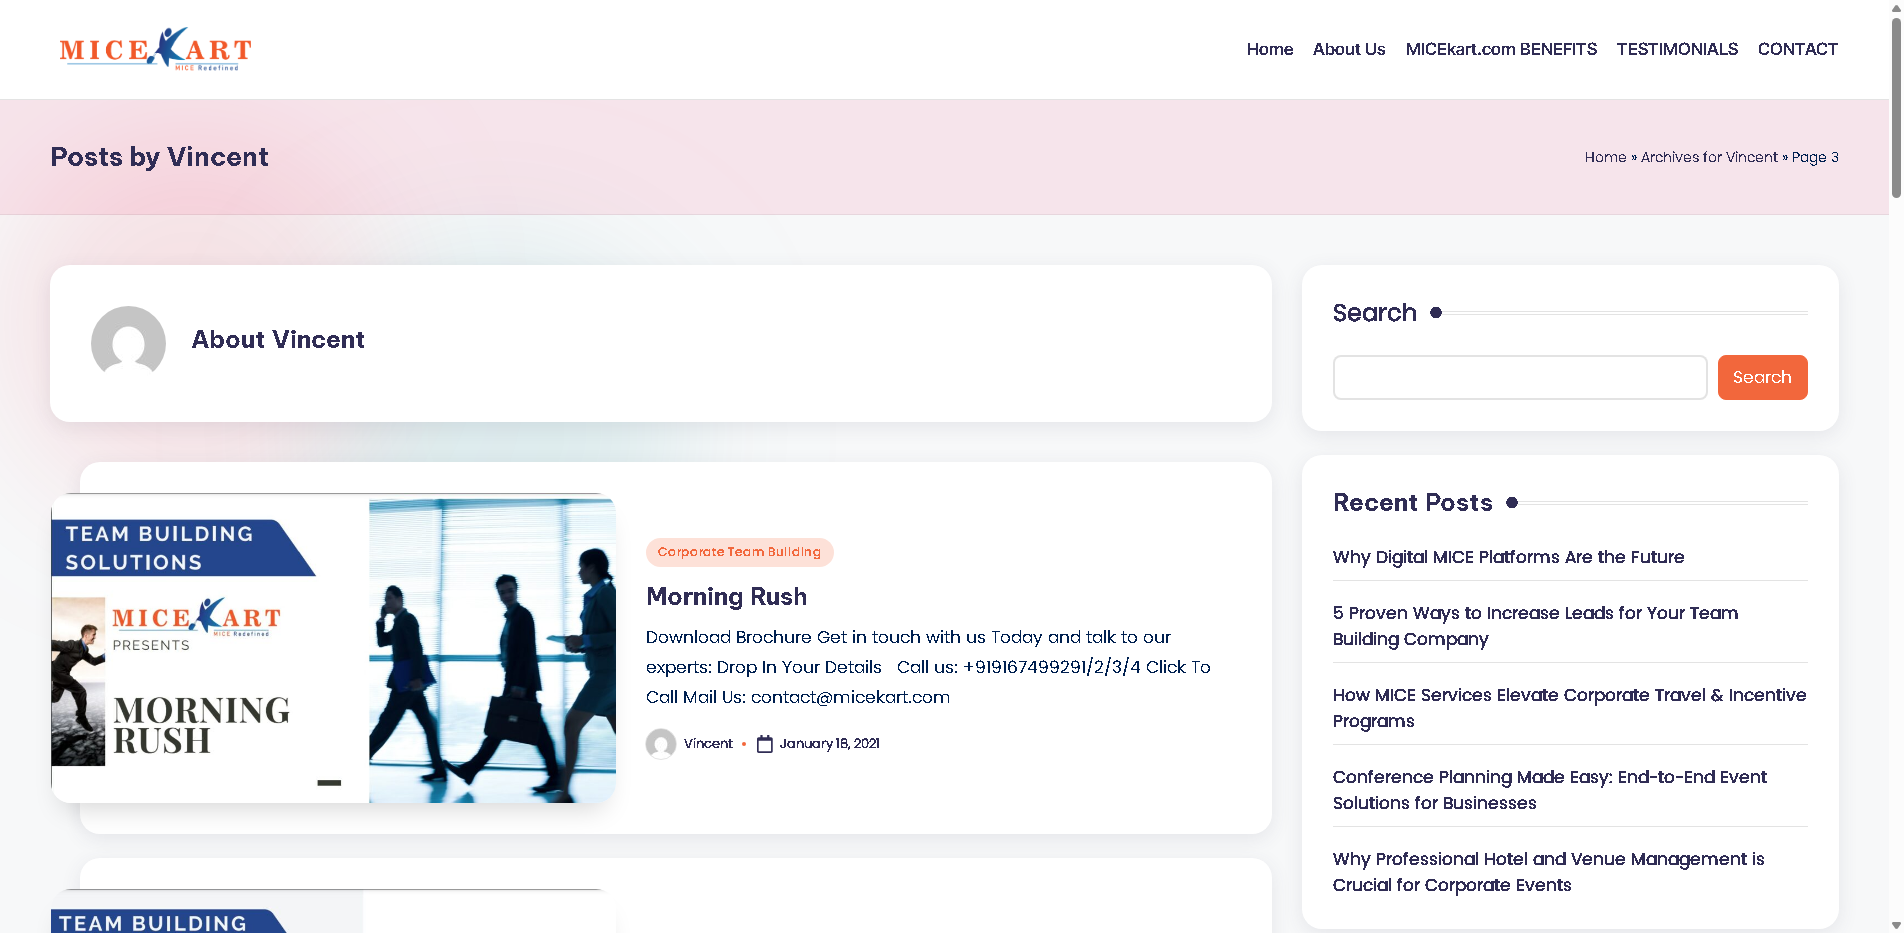 MICEKART
MICE Redefined
Home About Us MICEkart.com BENEFITS TESTIMONIALS CONTACT
Posts by Vincent
Home » Archives for Vincent » Page 3
About Vincent
TEAM BUILDING
SOLUTIONS
MICEKART
MICE Redefined
PRESENTS
MORNING
RUSH
Corporate Team Building
Morning Rush
Download Brochure Get in touch with us Today and talk to our
experts: Drop In Your Details Call us: +919167499291/2/3/4 Click To
Call Mail Us: contact@micekart.com
Vincent • January 18, 2021
TEAM BUILDING
Search
Search
Recent Posts
Why Digital MICE Platforms Are the Future
5 Proven Ways to Increase Leads for Your Team
Building Company
How MICE Services Elevate Corporate Travel & Incentive
Programs
Conference Planning Made Easy: End-to-End Event
Solutions for Businesses
Why Professional Hotel and Venue Management is
Crucial for Corporate Events